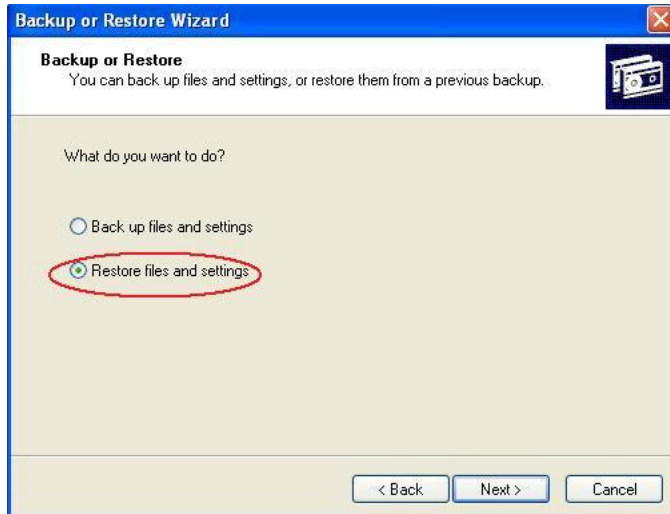 Backup or Restore Wizard
Backup or Restore
You can back up files and settings, or restore them from a previous backup.
What do you want to do?
Back up files and settings
Restore files and settings
< Back
Next >
Cancel